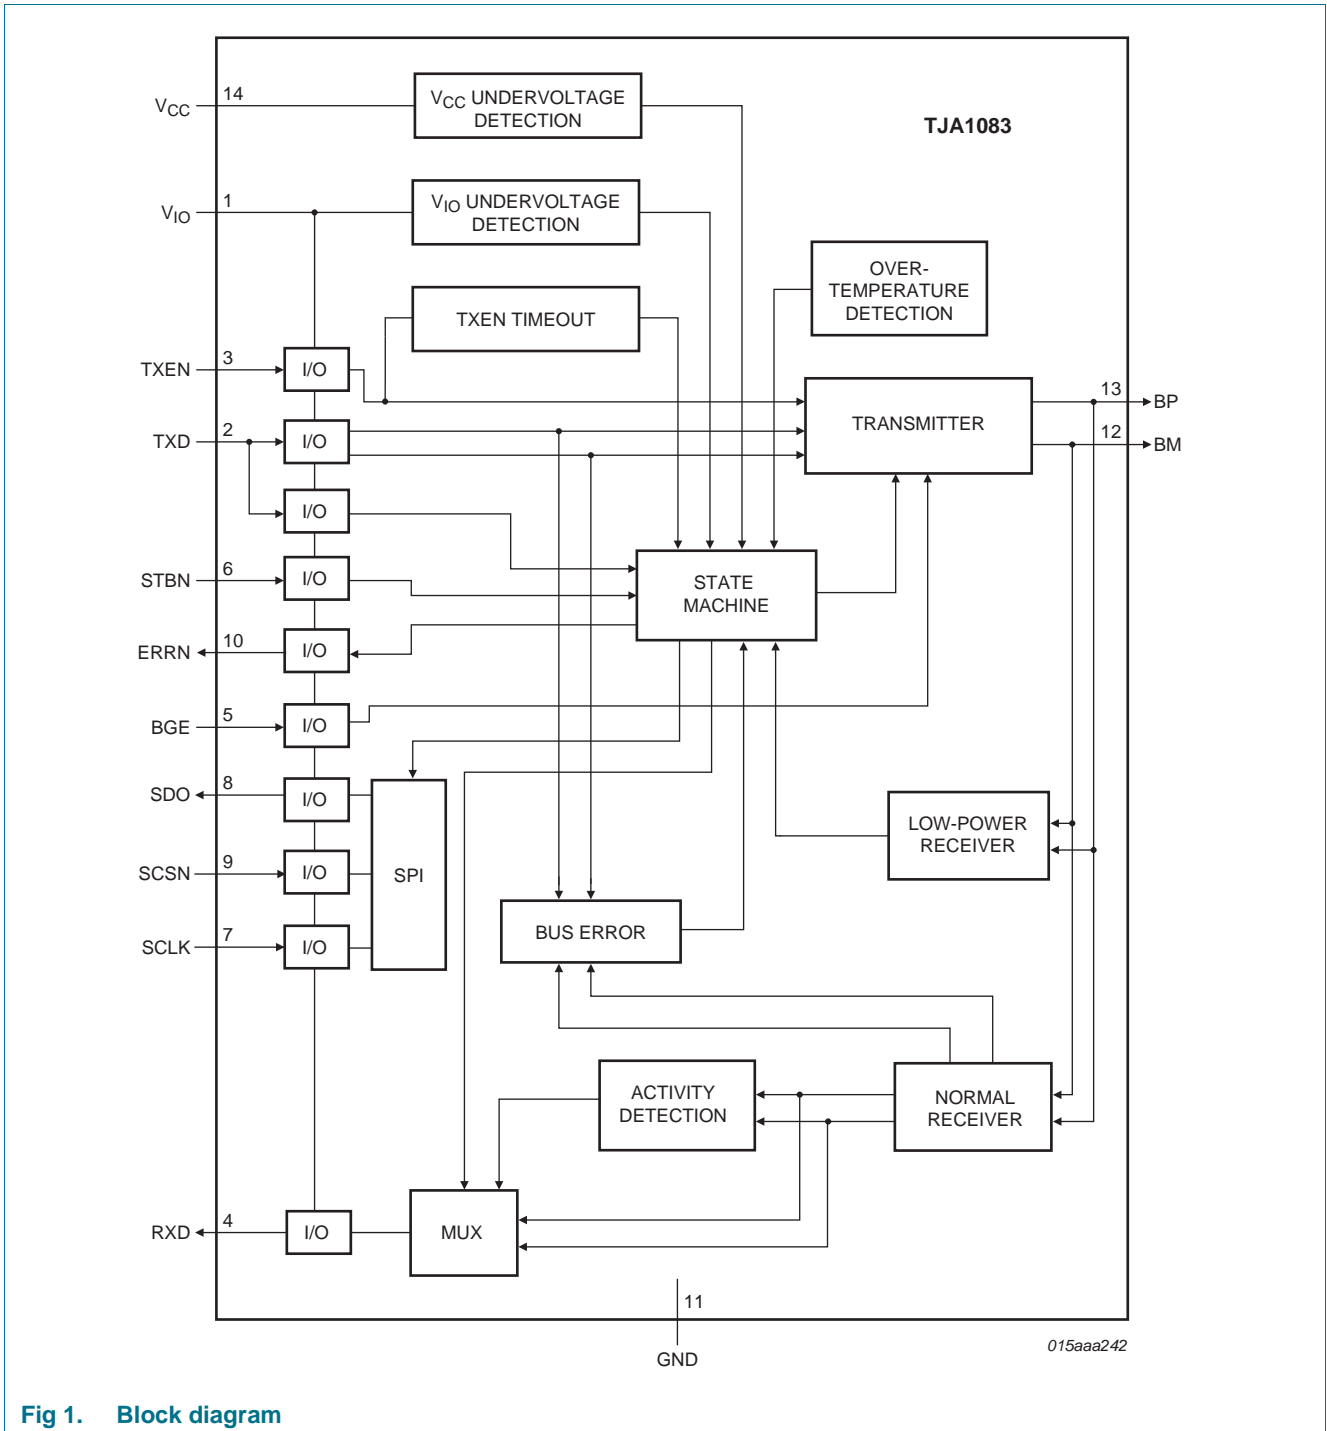 14
VCC
VCC UNDERVOLTAGE
DETECTION
TJA1083
1
VIO
VIO UNDERVOLTAGE
DETECTION
OVER-
TEMPERATURE
DETECTION
TXEN TIMEOUT
3
TXEN
I/O
13
BP
TRANSMITTER
2
TXD
I/O
12
BM
I/O
6
STBN
I/O
STATE
MACHINE
10
ERRN
I/O
5
BGE
I/O
8
SDO
I/O
LOW-POWER
RECEIVER
9
SCSN
I/O
SPI
BUS ERROR
7
SCLK
I/O
ACTIVITY
DETECTION
NORMAL
RECEIVER
4
RXD
I/O
MUX
11
GND
015aaa242
Fig 1. Block diagram